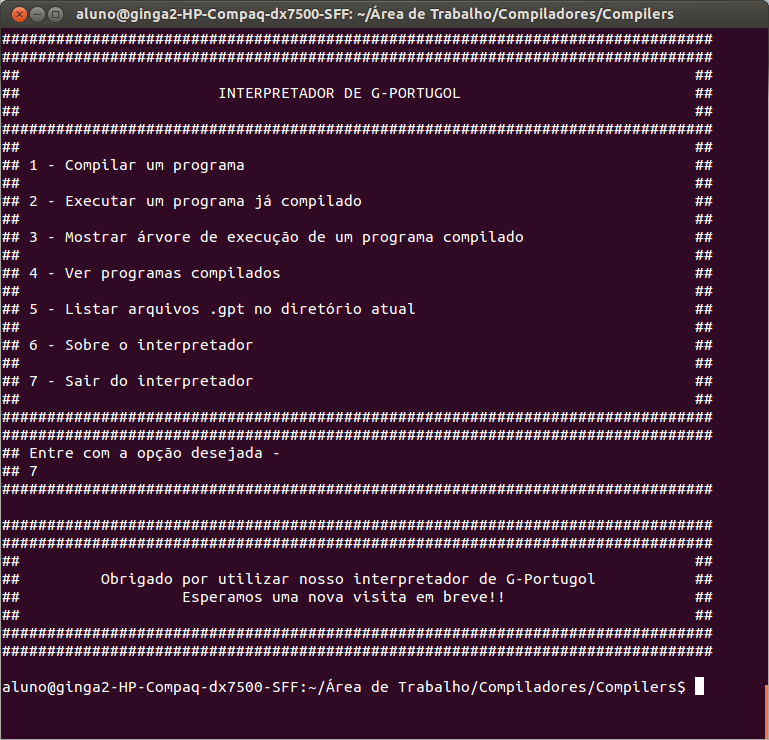 aluno@ginga2-HP-Compaq-dx7500-SFF: ~/Área de Trabalho/Compiladores/Compilers
###############################################################################
###############################################################################
## ##
## INTERPRETADOR DE G-PORTUGOL ##
## ##
###############################################################################
## ##
## 1 - Compilar um programa ##
## ##
## 2 - Executar um programa já compilado ##
## ##
## 3 - Mostrar árvore de execução de um programa compilado ##
## ##
## 4 - Ver programas compilados ##
## ##
## 5 - Listar arquivos .gpt no diretório atual ##
## ##
## 6 - Sobre o interpretador ##
## ##
## 7 - Sair do interpretador ##
## ##
###############################################################################
###############################################################################
## Entre com a opção desejada -
## 7
###############################################################################
###############################################################################
###############################################################################
## ##
## Obrigado por utilizar nosso interpretador de G-Portugol ##
## Esperamos uma nova visita em breve!! ##
## ##
###############################################################################
###############################################################################
aluno@ginga2-HP-Compaq-dx7500-SFF:~/Área de Trabalho/Compiladores/Compilers$